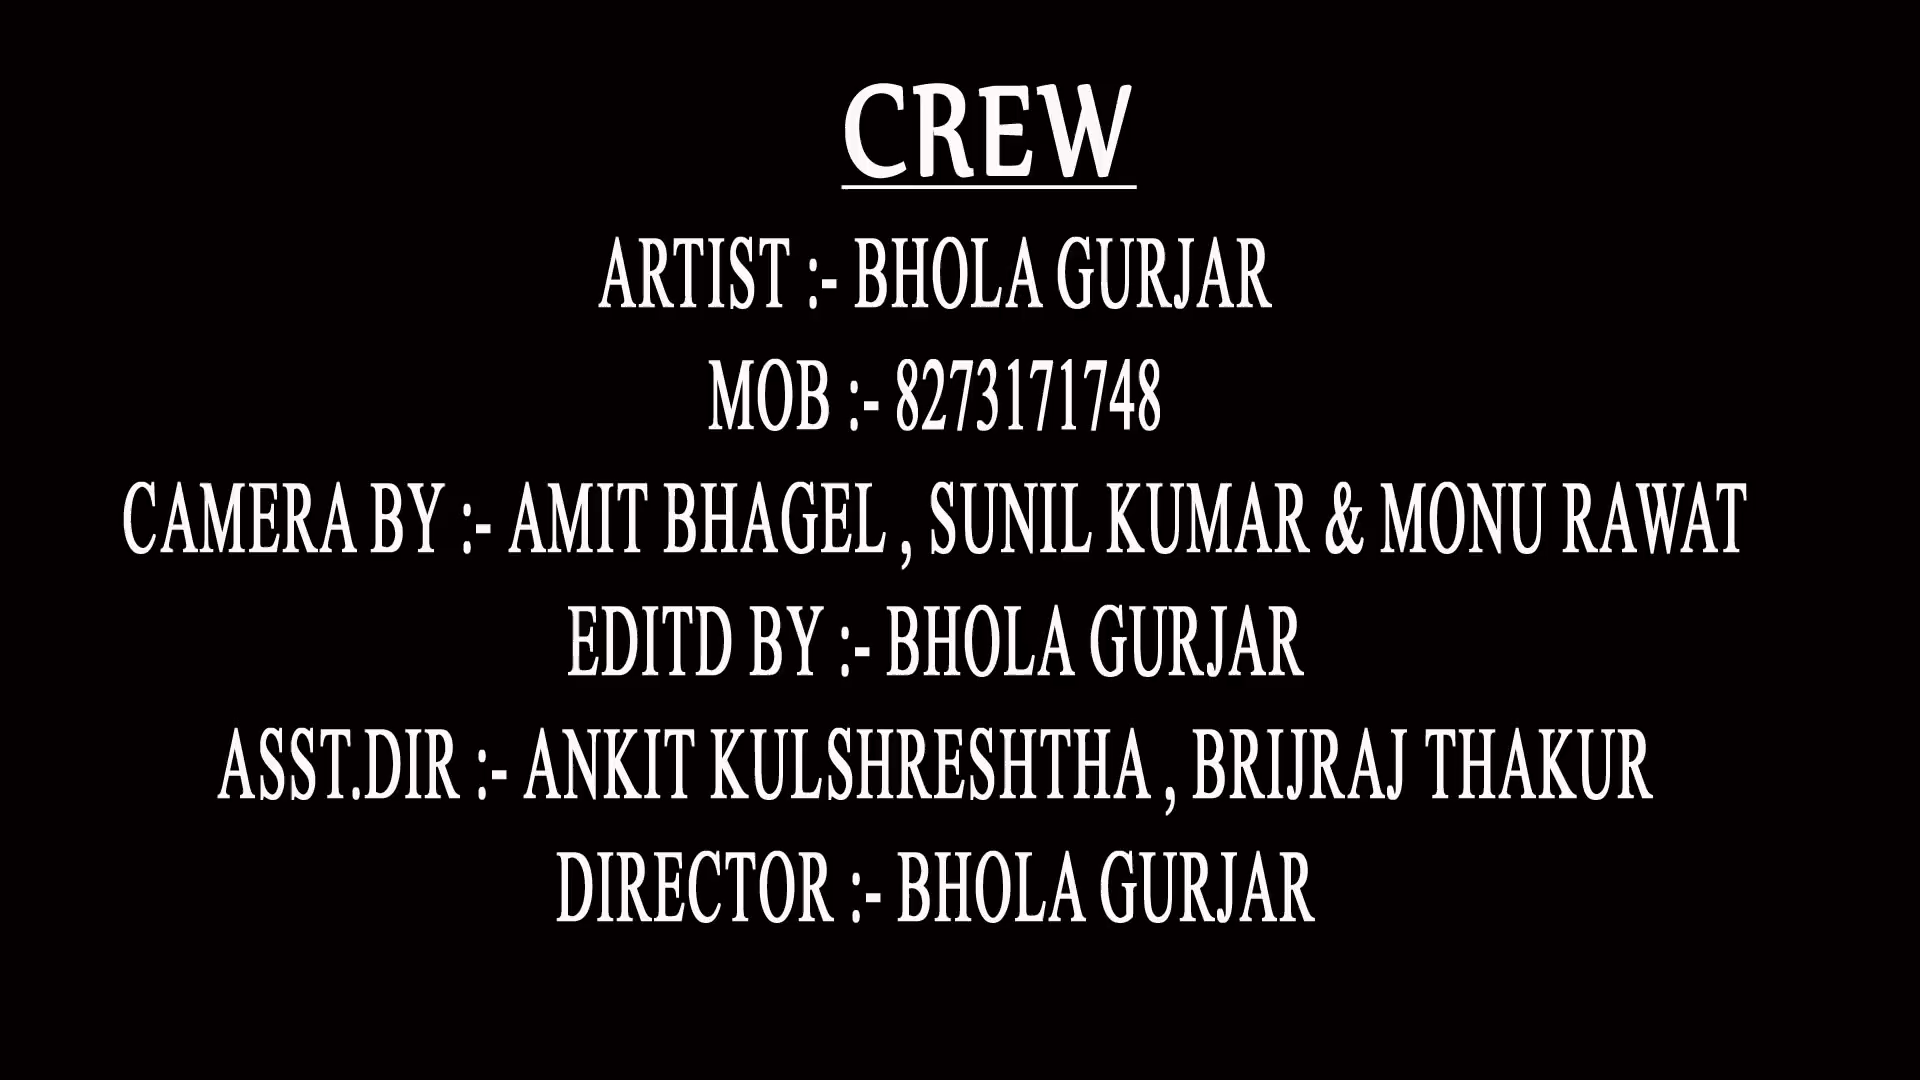 CREW
ARTIST :- BHOLA GURJAR
MOB :- 8273171748
CAMERA BY :- AMIT BHAGEL , SUNIL KUMAR & MONU RAWAT
EDITD BY :- BHOLA GURJAR
ASST.DIR :- ANKIT KULSHRESHTHA , BRIJRAJ THAKUR
DIRECTOR :- BHOLA GURJAR